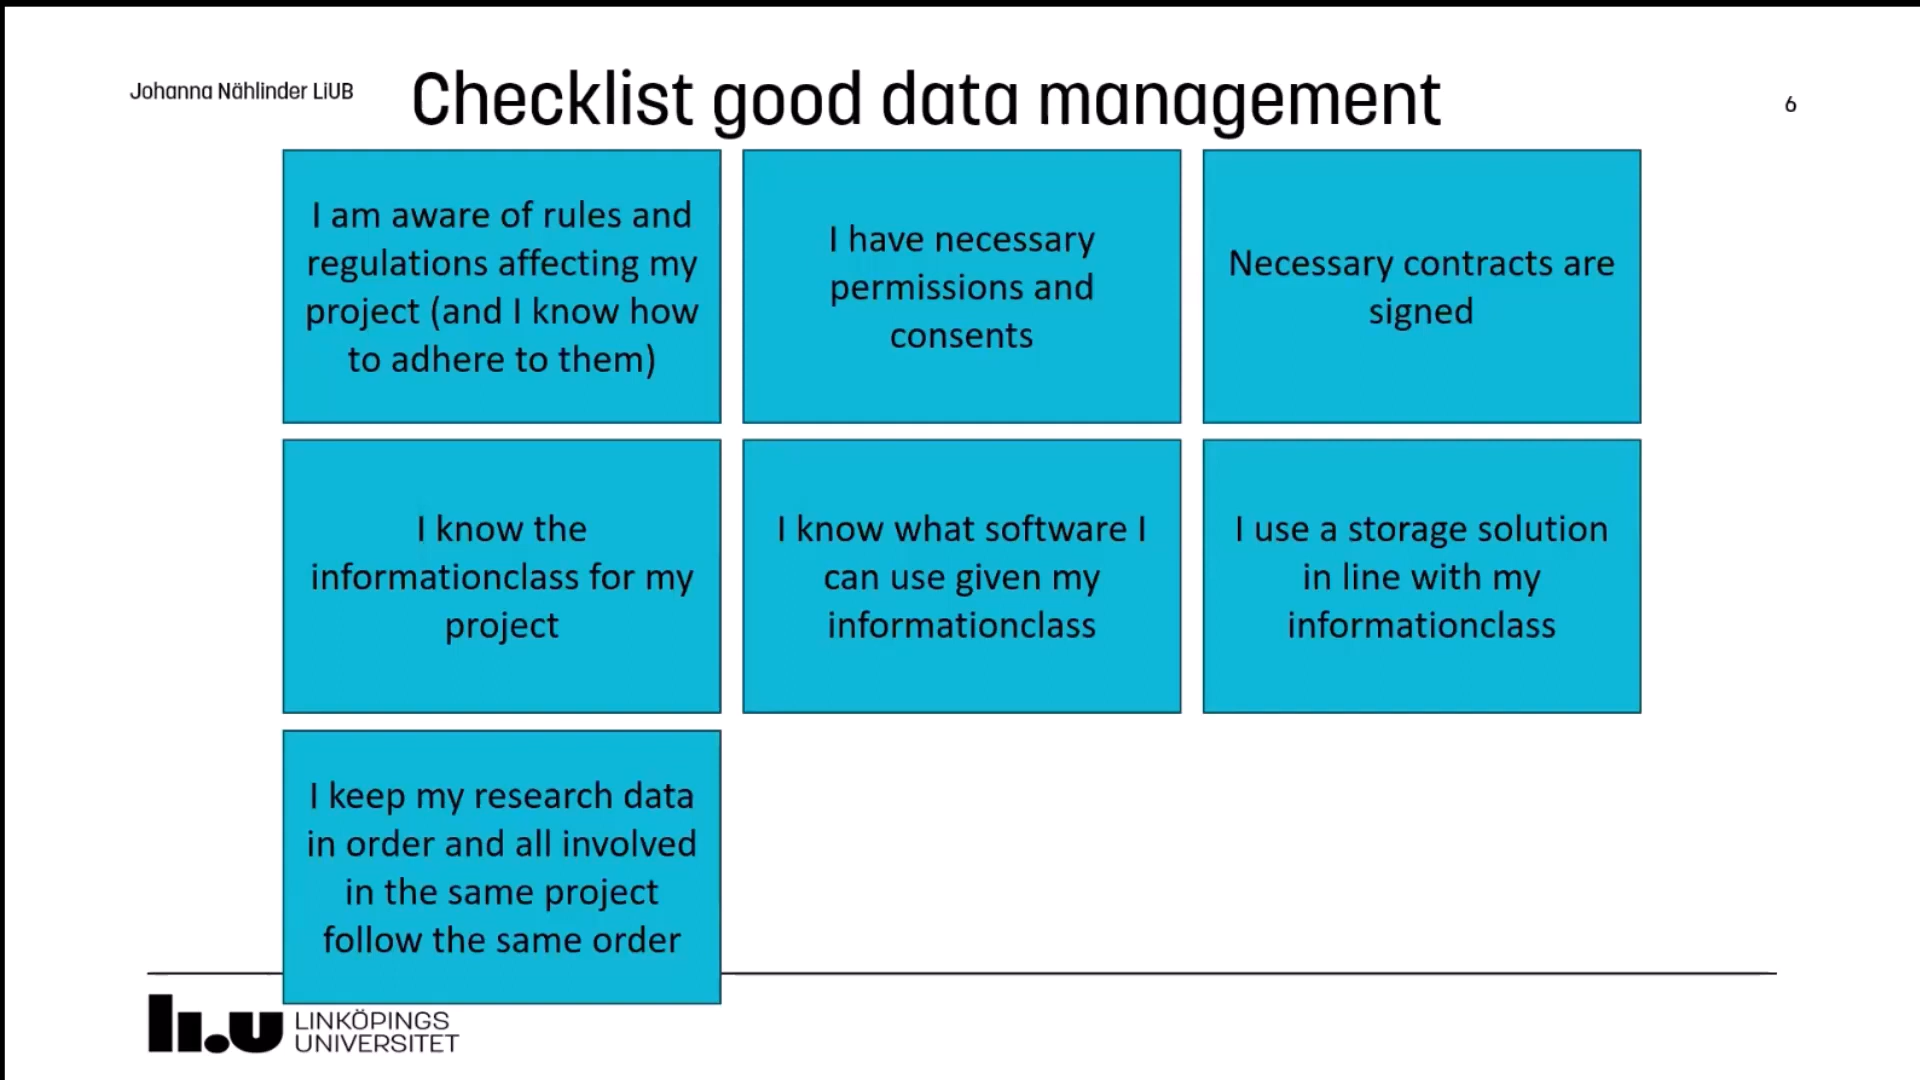 Johanna Nählinder LiUB
Checklist good data management
6
I am aware of rules and
regulations affecting my
project (and I know how
to adhere to them)
I have necessary
permissions and
consents
Necessary contracts are
signed
I know the
informationclass for my
project
I know what software I
can use given my
informationclass
I use a storage solution
in line with my
informationclass
I keep my research data
in order and all involved
in the same project
follow the same order
li.u
LINKÖPINGS
UNIVERSITET